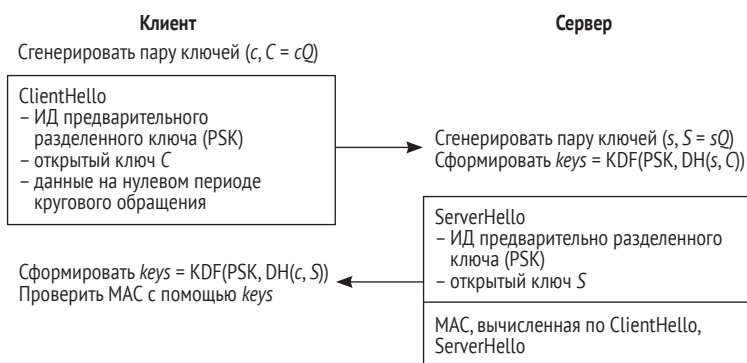 Клиент
Сгенерировать пару ключей (c, C = cQ)
ClientHello
– ИД предварительного
разделенного ключа (PSK)
– открытый ключ C
– данные на нулевом периоде
кругового обращения
Сформировать keys = KDF(PSK, DH(c, S))
Проверить MAC с помощью keys
Сервер
Сгенерировать пару ключей (s, S = sQ)
Сформировать keys = KDF(PSK, DH(s, C))
ServerHello
– ИД предварительно разделенного
ключа (PSK)
– открытый ключ S
MAC, вычисленная по ClientHello,
ServerHello